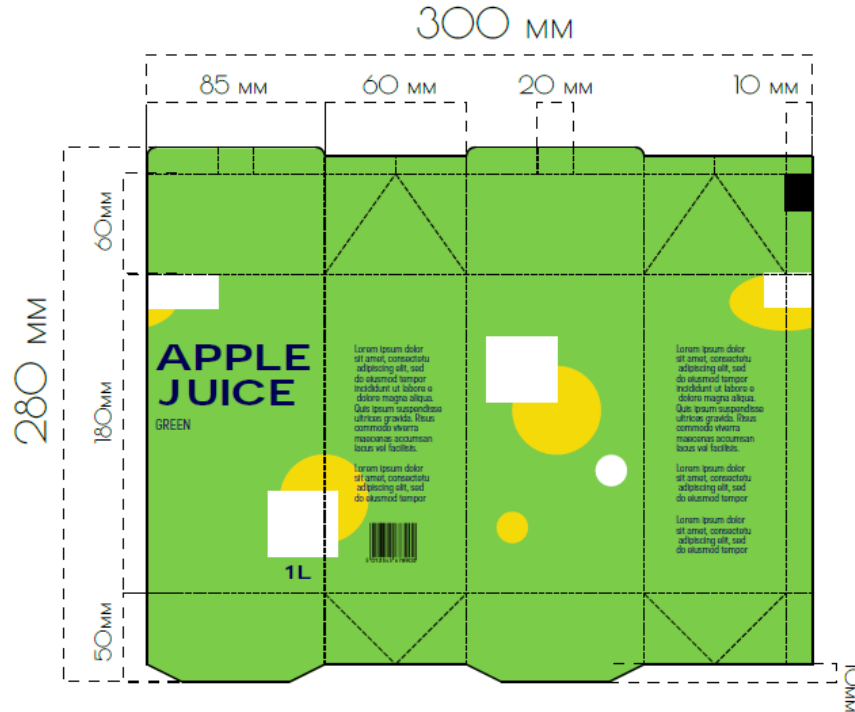 300 мм
85 мм
60 мм
20 мм
10 мм
280 мм
60мм
180мм
50мм
10мм
APPLE
JUICE
GREEN
1L
Lorem ipsum dolor
sit amet, consectetu
adipiscing elit, sed
do eiusmod tempor
incididunt ut labore e
dolore magna aliqua.
Quis ipsum suspendisse
ultrices gravida. Risus
commodo viverra
maecenas accumsan
lacus vel facilisis.
Lorem ipsum dolor
sit amet, consectetu
adipiscing elit, sed
do eiusmod tempor
Lorem ipsum dolor
sit amet, consectetu
adipiscing elit, sed
do eiusmod tempor
incididunt ut labore e
dolore magna aliqua.
Quis ipsum suspendisse
ultrices gravida. Risus
commodo viverra
maecenas accumsan
lacus vel facilisis.
Lorem ipsum dolor
sit amet, consectetu
adipiscing elit, sed
do eiusmod tempor
Lorem ipsum dolor
sit amet, consectetu
adipiscing elit, sed
do eiusmod tempor